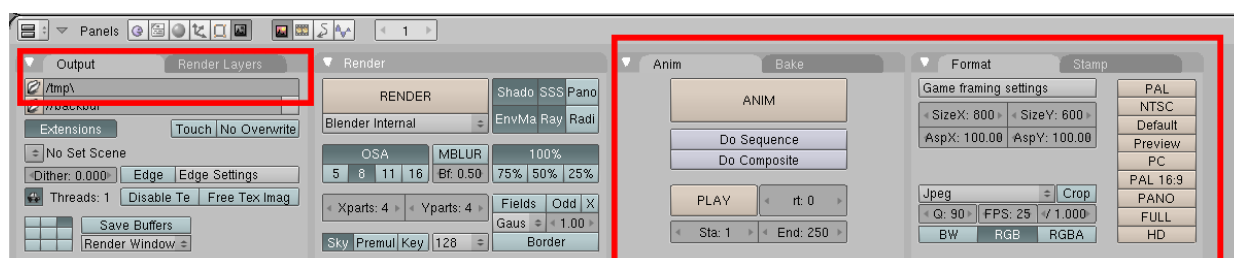 Panels 1
Output Render Layers
/tmp\
//backbuf
Extensions Touch No Overwrite
No Set Scene
Dither: 0.000 Edge Edge Settings
Threads: 1 Disable Te Free Tex Imag
Save Buffers
Render Window
Render
RENDER
Blender Internal
Shado SSS Pano
EnvMa Ray Radi
OSA MBLUR 100%
5 8 11 16 Bf: 0.50 75% 50% 25%
Xparts: 4 Yparts: 4 Fields Odd X
Gaus 1.00
Sky Premul Key 128 Border
Anim Bake
ANIM
Do Sequence
Do Composite
PLAY rt: 0
Sta: 1 End: 250
Format Stamp
Game framing settings
SizeX: 800 SizeY: 600
AspX: 100.00 AspY: 100.00
Jpeg Crop
Q: 90 FPS: 25 / 1.000
BW RGB RGBA
PAL
NTSC
Default
Preview
PC
PAL 16:9
PANO
FULL
HD